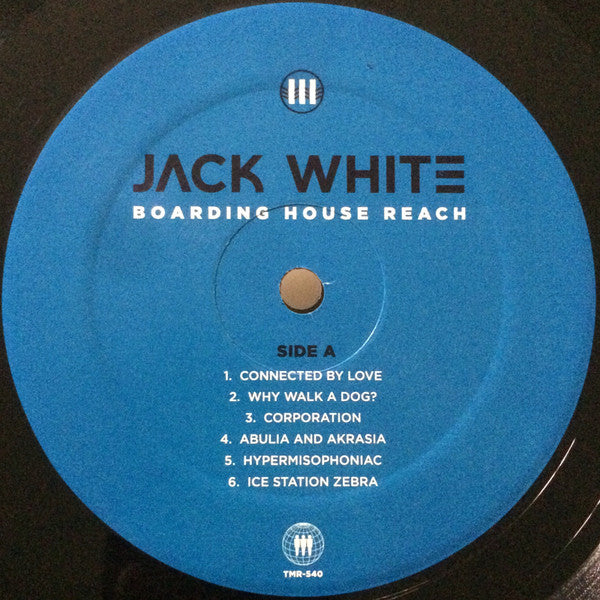 III
JACK WHITE
BOARDING HOUSE REACH
SIDE A
1. CONNECTED BY LOVE
2. WHY WALK A DOG?
3. CORPORATION
4. ABULIA AND AKRASIA
5. HYPERMISOPHONIAC
6. ICE STATION ZEBRA
TMR-540